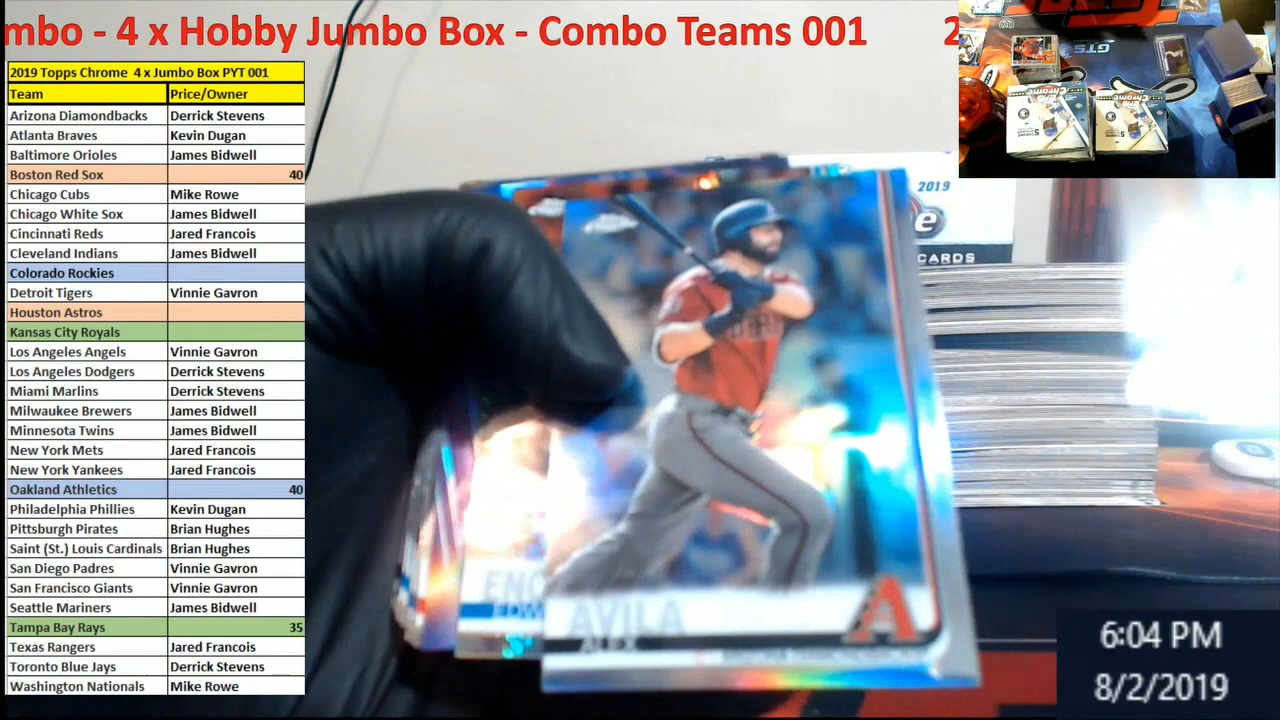 mbo - 4 x Hobby Jumbo Box - Combo Teams 001 2
2019 Topps Chrome 4 x Jumbo Box PYT 001
Team Price/Owner
Arizona Diamondbacks Derrick Stevens
Atlanta Braves Kevin Dugan
Baltimore Orioles James Bidwell
Boston Red Sox 40
Chicago Cubs Mike Rowe
Chicago White Sox James Bidwell
Cincinnati Reds Jared Francois
Cleveland Indians James Bidwell
Colorado Rockies
Detroit Tigers Vinnie Gavron
Houston Astros
Kansas City Royals
Los Angeles Angels Vinnie Gavron
Los Angeles Dodgers Derrick Stevens
Miami Marlins Derrick Stevens
Milwaukee Brewers James Bidwell
Minnesota Twins James Bidwell
New York Mets Jared Francois
New York Yankees Jared Francois
Oakland Athletics 40
Philadelphia Phillies Kevin Dugan
Pittsburgh Pirates Brian Hughes
Saint (St.) Louis Cardinals Brian Hughes
San Diego Padres Vinnie Gavron
San Francisco Giants Vinnie Gavron
Seattle Mariners James Bidwell
Tampa Bay Rays 35
Texas Rangers Jared Francois
Toronto Blue Jays Derrick Stevens
Washington Nationals Mike Rowe
2019
e
CARDS
ENC
EDW
AVILA
ALEX
A
GTS
Chrome
Chrome
6:04 PM
8/2/2019